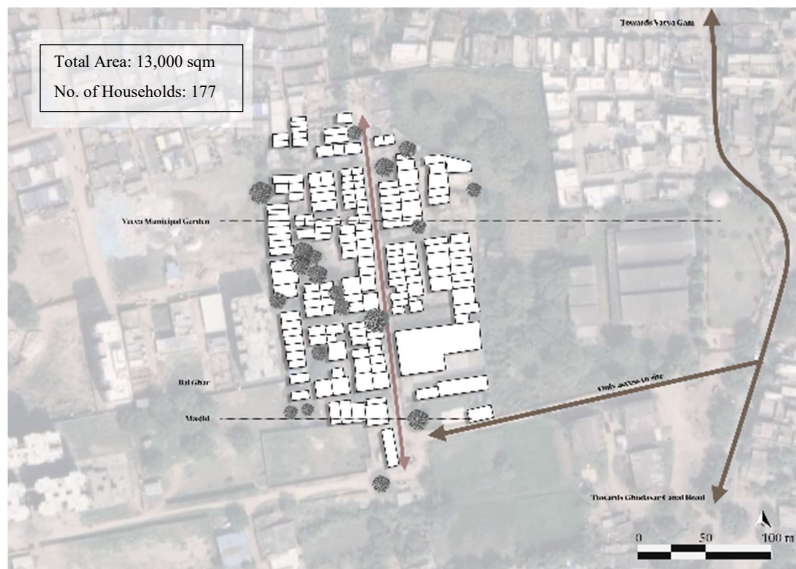 Towards Vatva Gam
Total Area: 13,000 sqm
No. of Households: 177
Vatva Municipal Garden
Bal Ghar
Only access to site
Masjid
Towards Ghodasar Canal Road
0 50 100 m